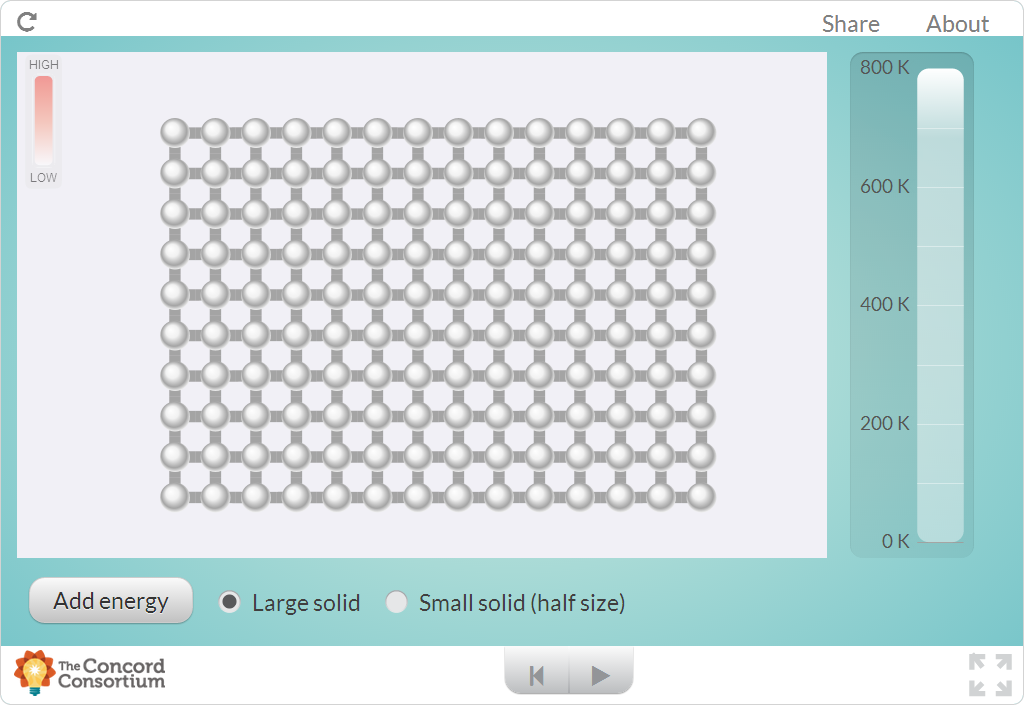 Share About
HIGH
LOW
800 K
600 K
400 K
200 K
0 K
Add energy Large solid Small solid (half size)
The Concord
Consortium